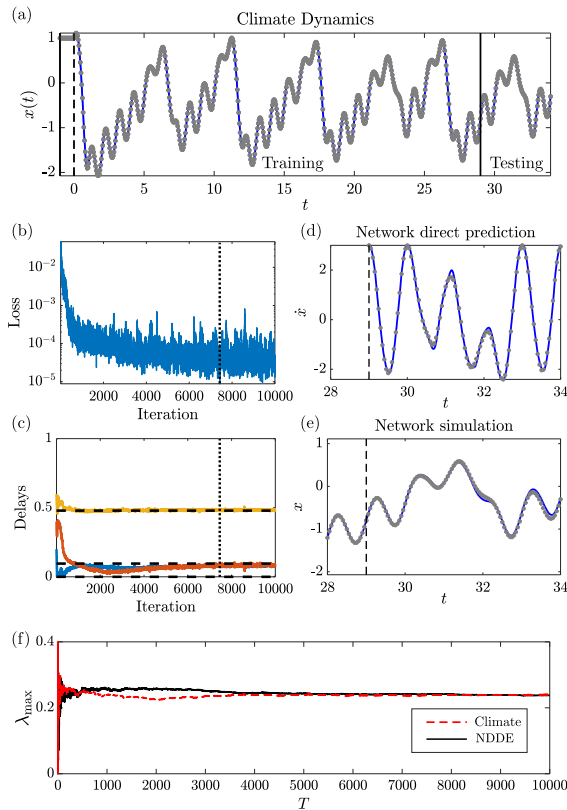 (a) Climate Dynamics
x(t)
1
0
-1
-2
Training
Testing
0 5 10 15 20 25 30
t
(b)
Loss
10⁻²
10⁻³
10⁻⁴
10⁻⁵
2000 4000 6000 8000 10000
Iteration
(d) Network direct prediction
ẋ
2
0
-2
28 30 32 34
t
(c)
Delays
1
0.5
0
2000 4000 6000 8000 10000
Iteration
(e) Network simulation
x
1
0
-1
-2
28 30 32 34
t
(f)
λmax
0.4
0.2
0
Climate
NDDE
0 1000 2000 3000 4000 5000 6000 7000 8000 9000 10000
T